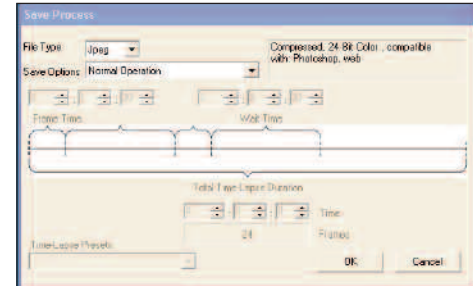 Save Process
File Type: Jpeg Compressed, 24 Bit Color , compatible
with: Photoshop, web
Save Options: Normal Operation
Frame Time Wait Time
Total Time-Lapse Duration
Time
24 Frames
Time-Lapse Presets
OK Cancel